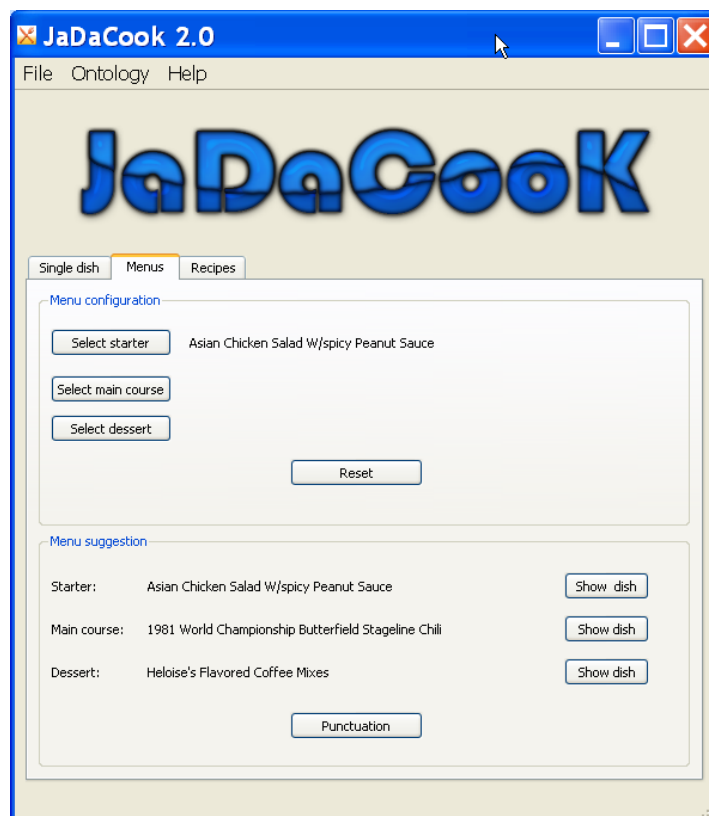 JaDaCook 2.0
File Ontology Help
JaDaCooK
Single dish Menus Recipes
Menu configuration
Select starter Asian Chicken Salad W/spicy Peanut Sauce
Select main course
Select dessert
Reset
Menu suggestion
Starter: Asian Chicken Salad W/spicy Peanut Sauce Show dish
Main course: 1981 World Championship Butterfield Stageline Chili Show dish
Dessert: Heloise's Flavored Coffee Mixes Show dish
Punctuation